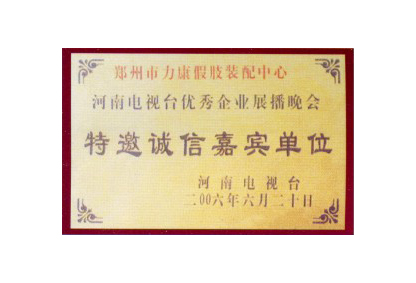 郑州市力康假肢装配中心
河南电视台优秀企业展播晚会
特邀诚信嘉宾单位
河南电视台
二00六年六月二十日